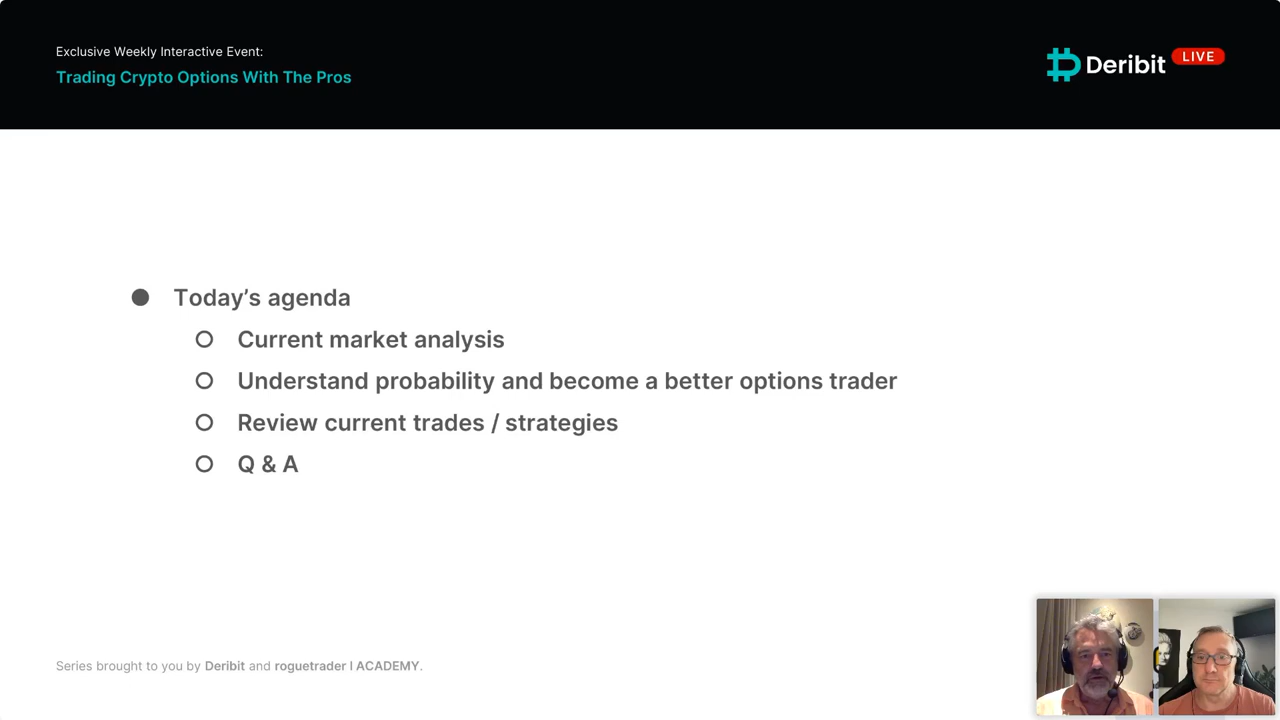 Exclusive Weekly Interactive Event:
Trading Crypto Options With The Pros
Deribit LIVE
Today’s agenda
Current market analysis
Understand probability and become a better options trader
Review current trades / strategies
Q & A
Series brought to you by Deribit and roguetrader I ACADEMY.